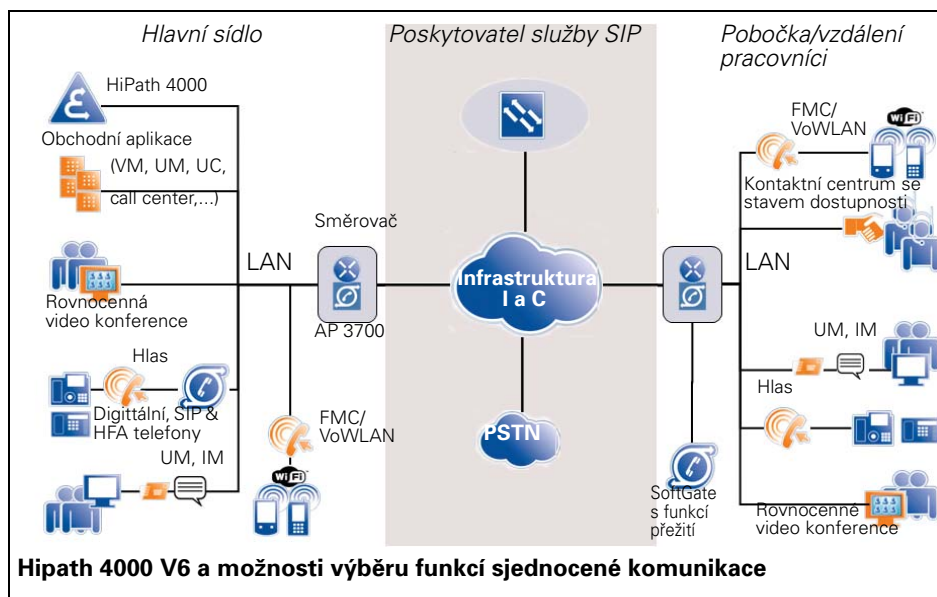 Hlavní sídlo
Poskytovatel služby SIP
Pobočka/vzdálení
pracovníci
HiPath 4000
Obchodní aplikace
(VM, UM, UC,
call center,...)
Směrovač
LAN
AP 3700
Rovnocenná
video konference
Hlas
Digittální, SIP &
HFA telefony
UM, IM
FMC/
VoWLAN
WiFi
Infrastruktura
I a C
PSTN
FMC/
VoWLAN
WiFi
Kontaktní centrum se
stavem dostupnosti
LAN
UM, IM
Hlas
SoftGate
s funkcí
přežití
Rovnocenné
video konference
Hipath 4000 V6 a možnosti výběru funkcí sjednocené komunikace